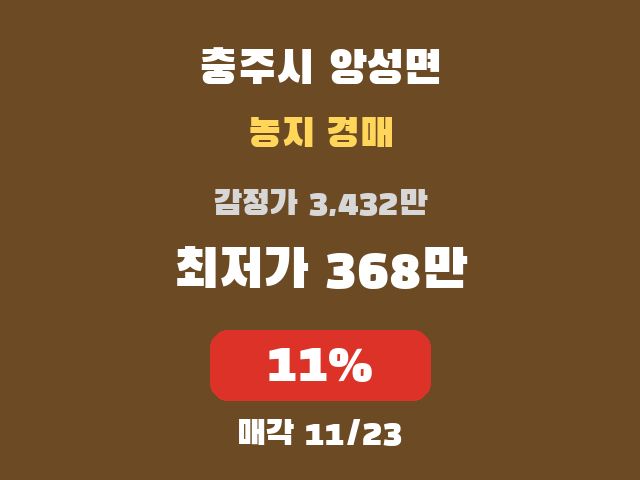 충주시 앙성면
농지 경매
감정가 3,432만
최저가 368만
11%
매각 11/23